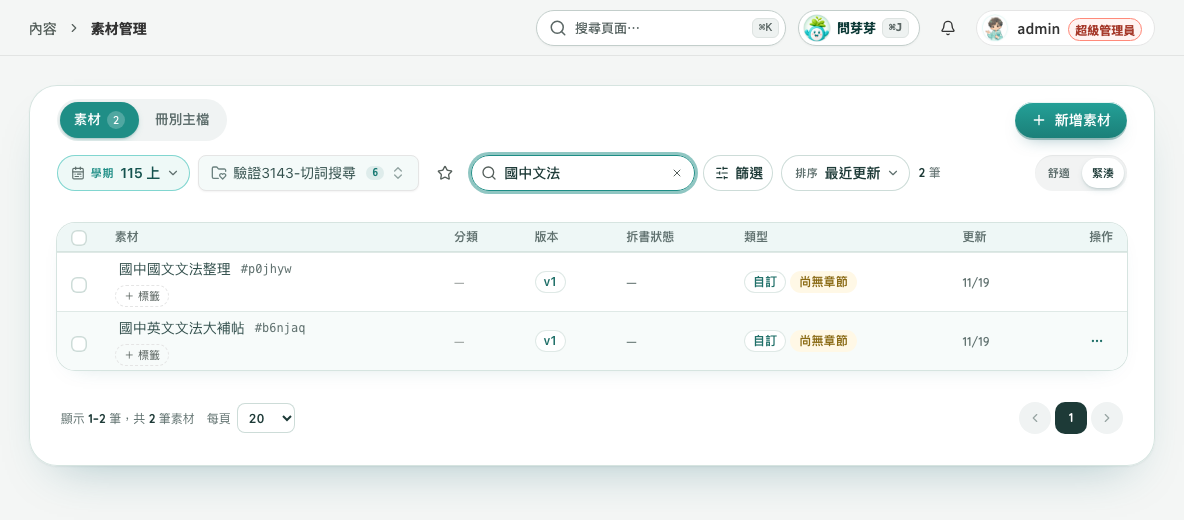 內容 > 素材管理
搜尋頁面… ⌘K
問芽芽 ⌘J
admin 超級管理員
素材 2 冊別主檔
+ 新增素材
學期 115 上 驗證3143-切詞搜尋 6 國中文法 × 篩選 排序 最近更新 2 筆 舒適 緊湊
素材 分類 版本 拆書狀態 類型 更新 操作
國中國文文法整理 #p0jhyw
+ 標籤
— v1 — 自訂 尚無章節 11/19
國中英文文法大補帖 #b6njaq
+ 標籤
— v1 — 自訂 尚無章節 11/19 …
顯示 1–2 筆，共 2 筆素材 每頁 20 < 1 >